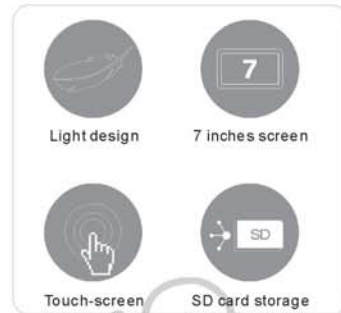 7
Light design
7 inches screen
SD
Touch-screen
SD card storage